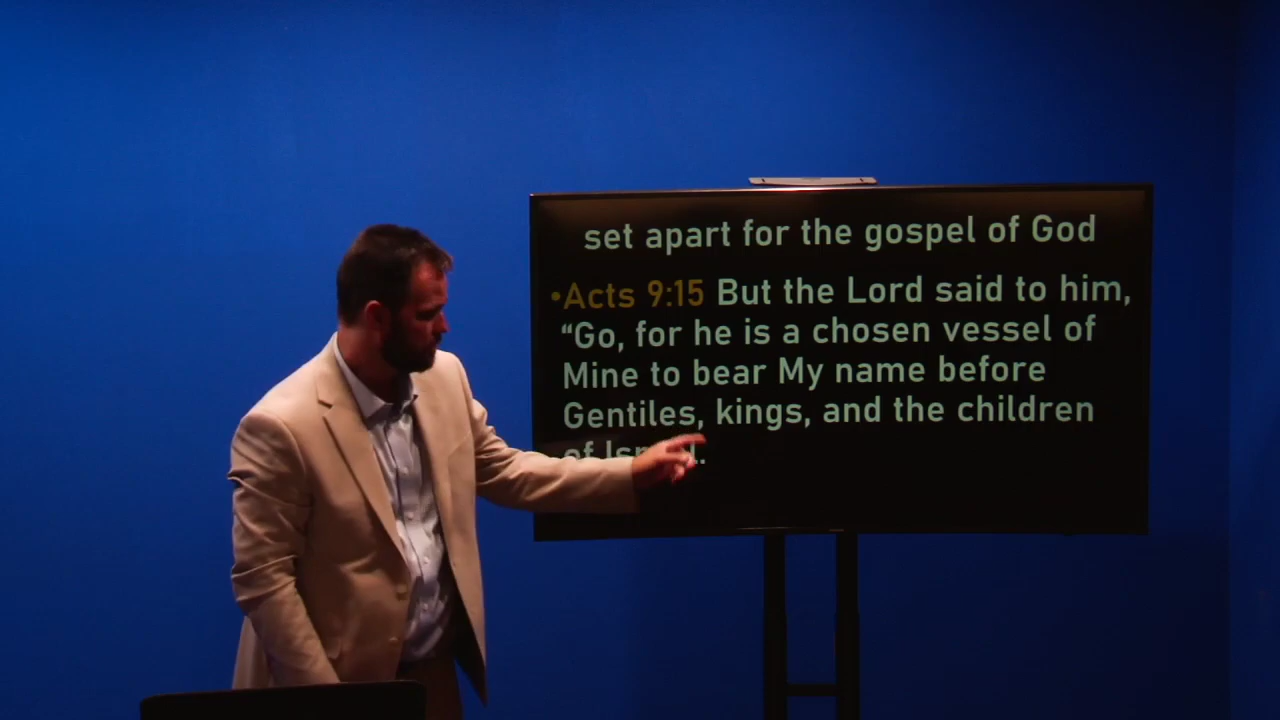 set apart for the gospel of God
•Acts 9:15 But the Lord said to him,
“Go, for he is a chosen vessel of
Mine to bear My name before
Gentiles, kings, and the children
of